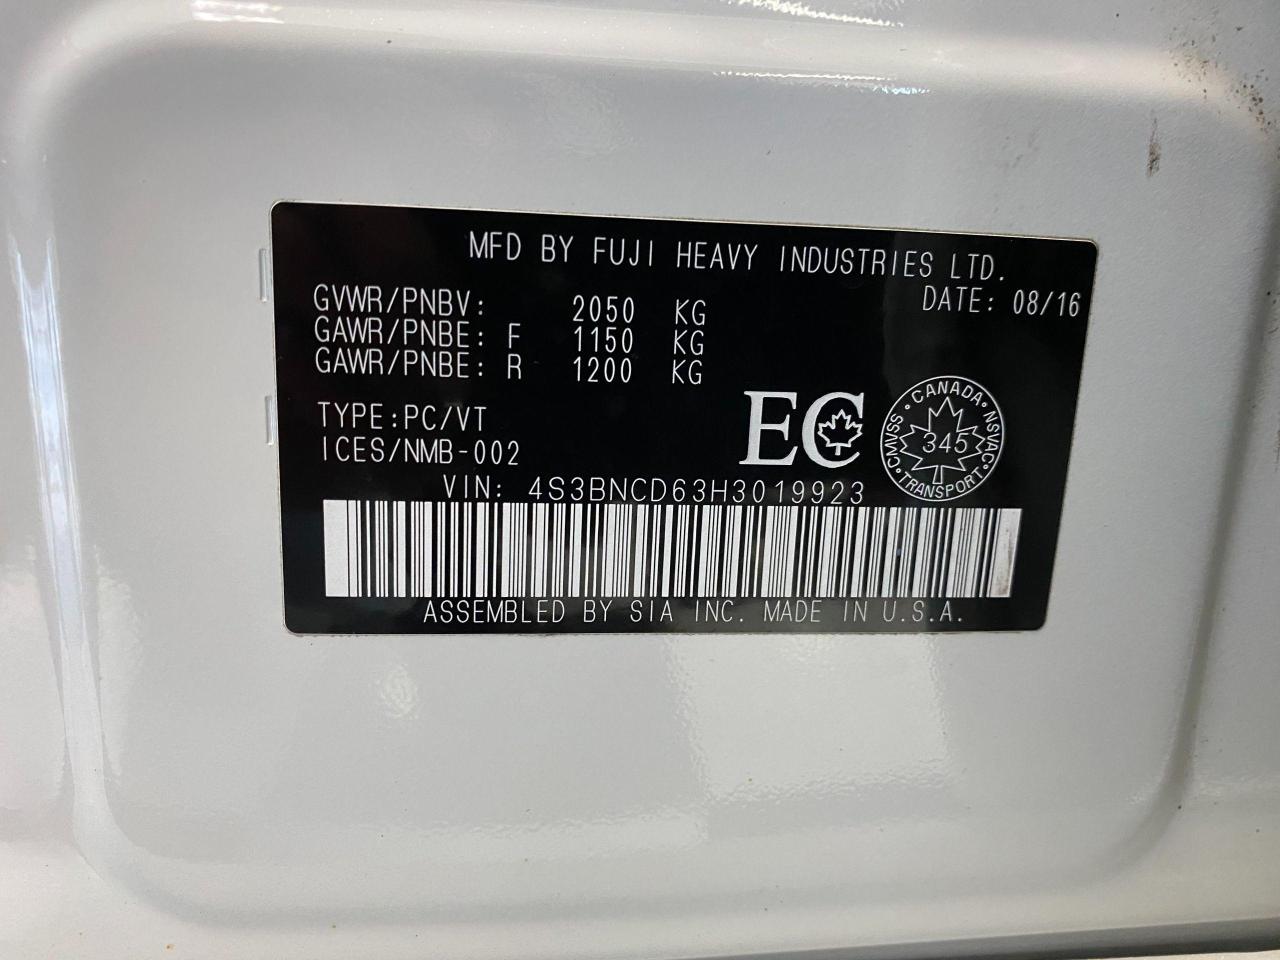 MFD BY FUJI HEAVY INDUSTRIES LTD.
DATE: 08/16
GVWR/PNBV: 2050 KG
GAWR/PNBE: F 1150 KG
GAWR/PNBE: R 1200 KG
TYPE:PC/VT
ICES/NMB-002
EC
CANADA · NSVAC · TRANSPORT · CMVSS ·
345
VIN: 4S3BNCD63H3019923
ASSEMBLED BY SIA INC. MADE IN U.S.A.